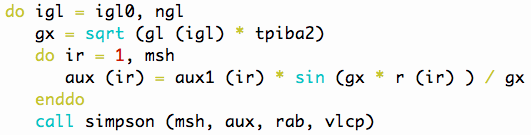 do igl = igl0, ngl
   gx = sqrt (gl (igl) * tpiba2)
   do ir = 1, msh
      aux (ir) = aux1 (ir) * sin (gx * r (ir) ) / gx
   enddo
   call simpson (msh, aux, rab, vlcp)